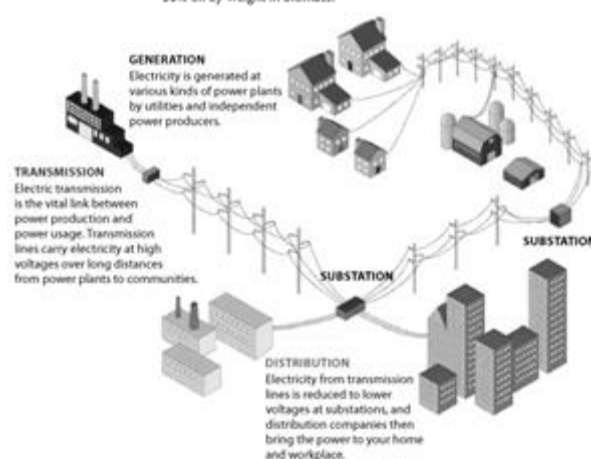 GENERATION
Electricity is generated at
various kinds of power plants
by utilities and independent
power producers.
TRANSMISSION
Electric transmission
is the vital link between
power production and
power usage. Transmission
lines carry electricity at high
voltages over long distances
from power plants to communities.
SUBSTATION
SUBSTATION
DISTRIBUTION
Electricity from transmission
lines is reduced to lower
voltages at substations, and
distribution companies then
bring the power to your home
and workplace.